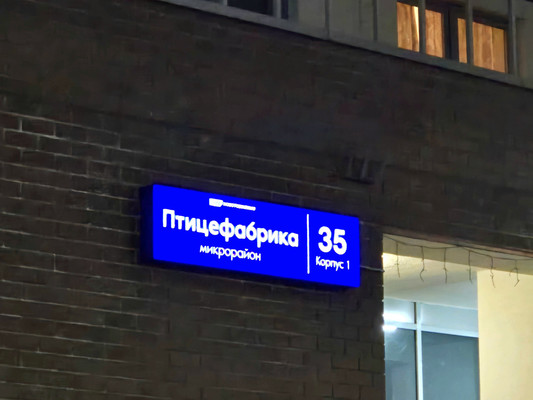 Птицефабрика
микрорайон
35
Корпус 1